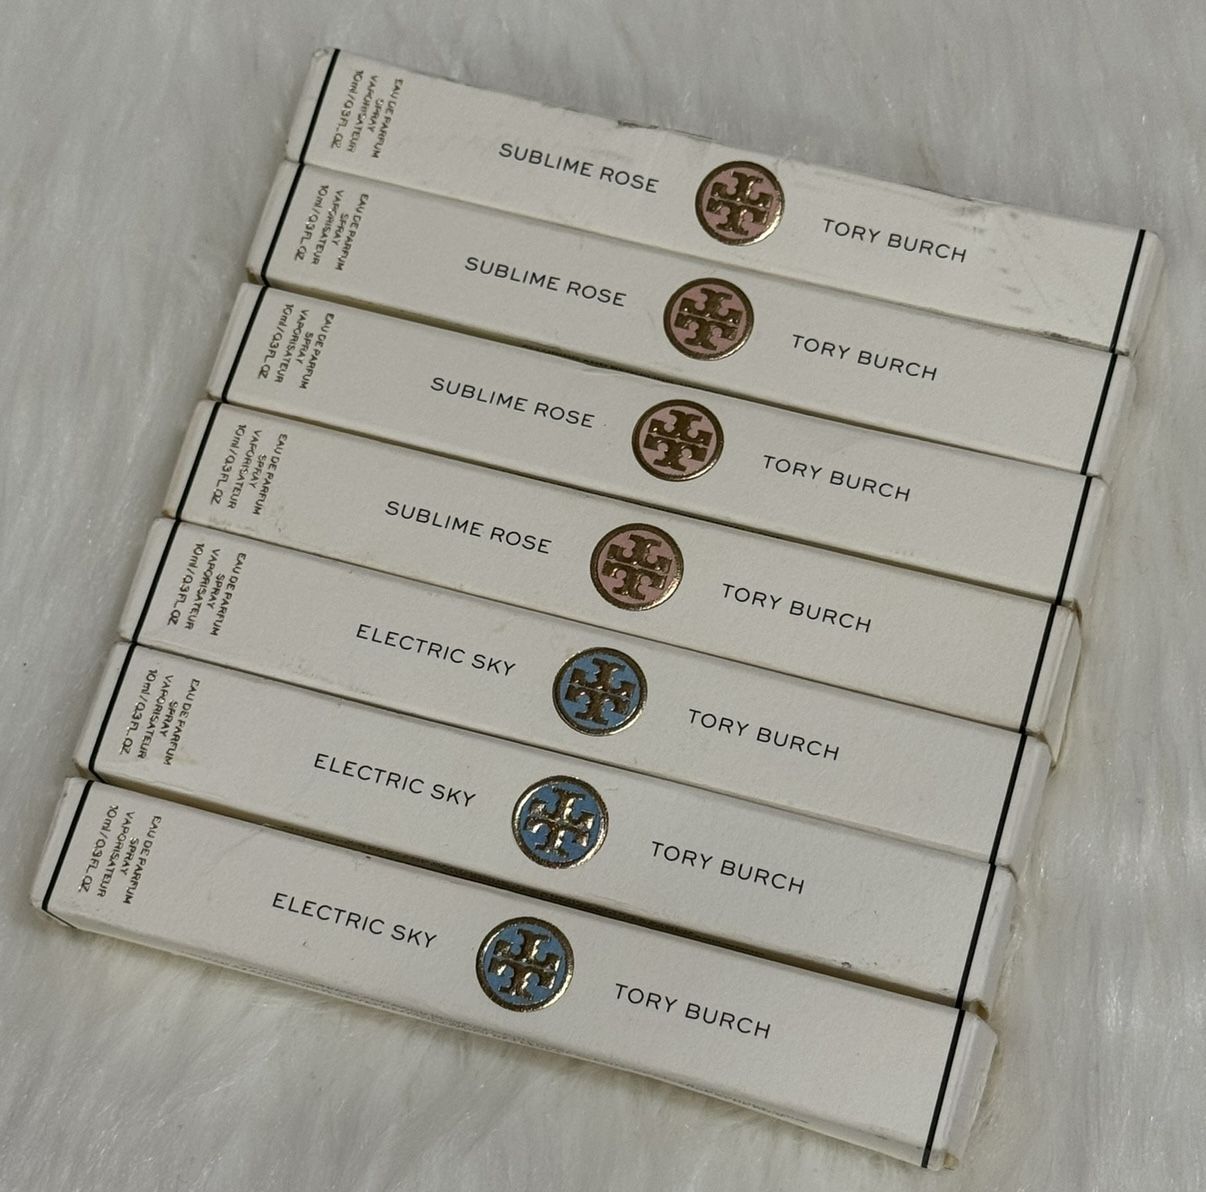 EAU DE PARFUM
SPRAY
VAPORISATEUR
10ml/0.3FL.OZ
SUBLIME ROSE
TORY BURCH
EAU DE PARFUM
SPRAY
VAPORISATEUR
10ml/0.3FL.OZ
SUBLIME ROSE
TORY BURCH
EAU DE PARFUM
SPRAY
VAPORISATEUR
10ml/0.3FL.OZ
SUBLIME ROSE
TORY BURCH
EAU DE PARFUM
SPRAY
VAPORISATEUR
10ml/0.3FL.OZ
SUBLIME ROSE
TORY BURCH
EAU DE PARFUM
SPRAY
VAPORISATEUR
10ml/0.3FL.OZ
ELECTRIC SKY
TORY BURCH
EAU DE PARFUM
SPRAY
VAPORISATEUR
10ml/0.3FL.OZ
ELECTRIC SKY
TORY BURCH
EAU DE PARFUM
SPRAY
VAPORISATEUR
10ml/0.3FL.OZ
ELECTRIC SKY
TORY BURCH